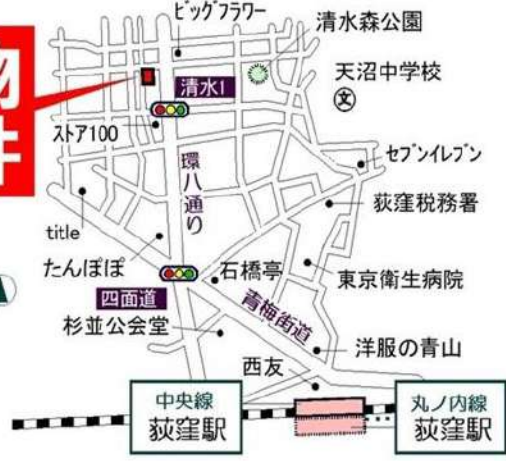 ﾋﾞｯｸﾞﾌﾗﾜｰ
清水森公園
天沼中学校
文
物件
清水1
ｽﾄｱ100
ｾﾌﾞﾝｲﾚﾌﾞﾝ
環八通り
荻窪税務署
title
たんぽぽ
石橋亭
東京衛生病院
四面道
青梅街道
杉並公会堂
洋服の青山
西友
中央線
荻窪駅
丸ノ内線
荻窪駅